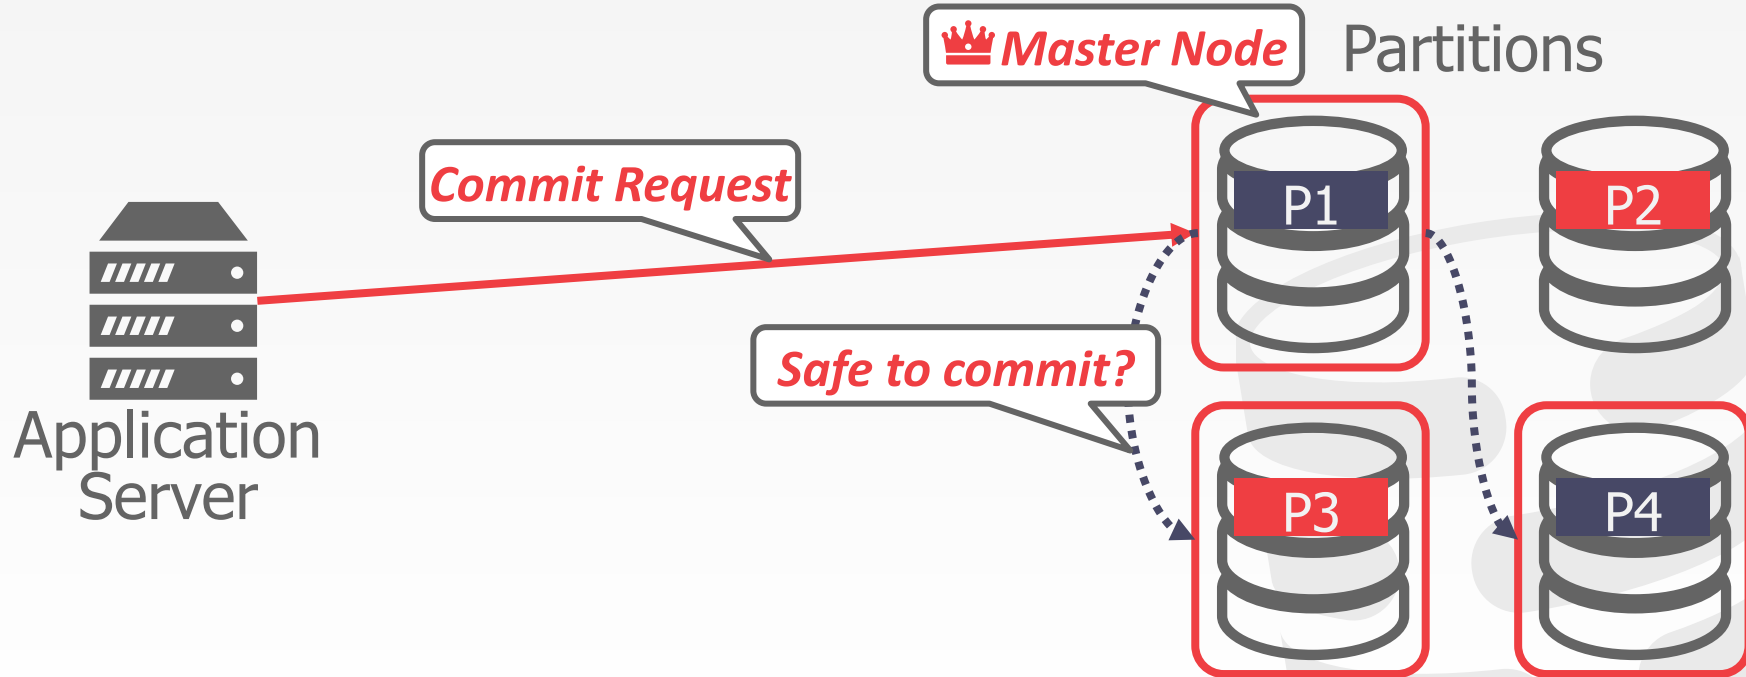 Master Node
Partitions
Commit Request
P1
P2
Safe to commit?
Application
Server
P3
P4